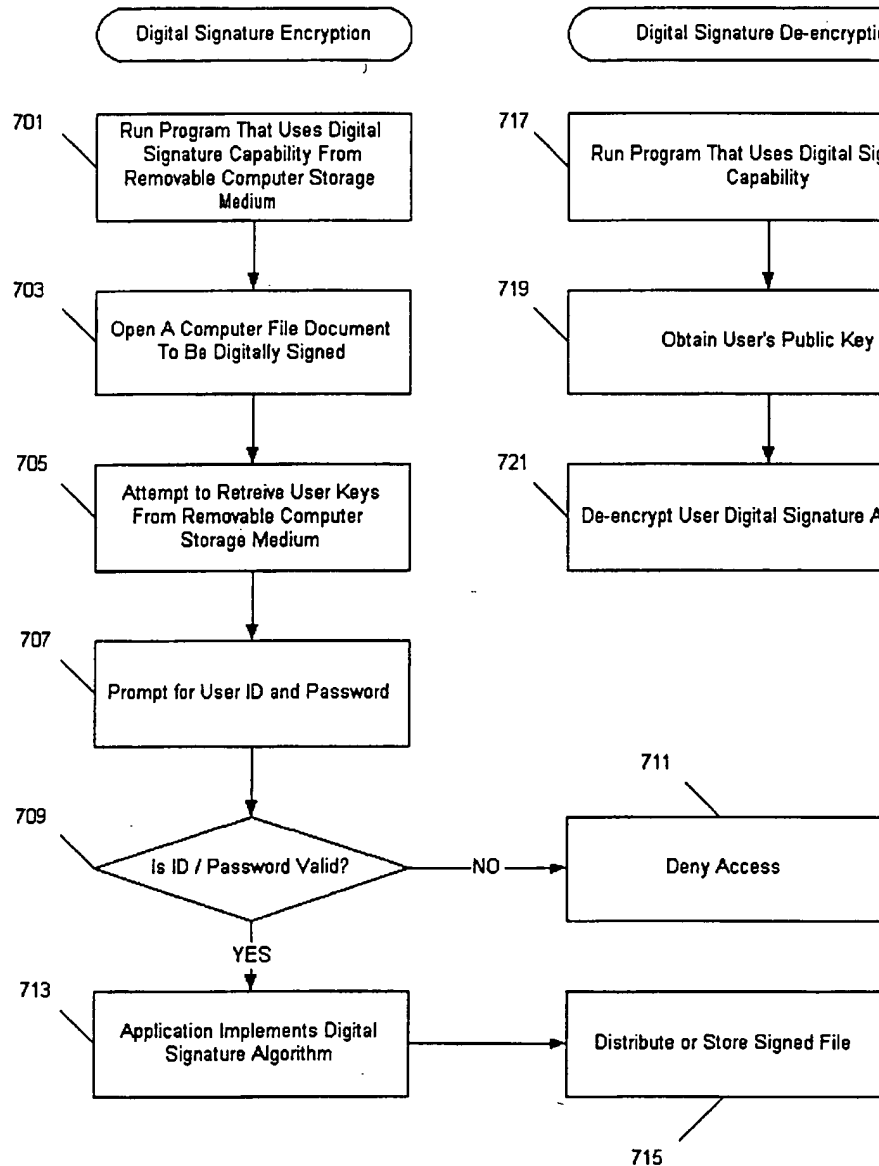 Digital Signature Encryption
701
Run Program That Uses Digital
Signature Capability From
Removable Computer Storage
Medium
703
Open A Computer File Document
To Be Digitally Signed
705
Attempt to Retreive User Keys
From Removable Computer
Storage Medium
707
Prompt for User ID and Password
709
Is ID / Password Valid?
NO
711
Deny Access
YES
713
Application Implements Digital
Signature Algorithm
Distribute or Store Signed File
715
Digital Signature De-encrypti
717
Run Program That Uses Digital Sig
Capability
719
Obtain User's Public Key
721
De-encrypt User Digital Signature A